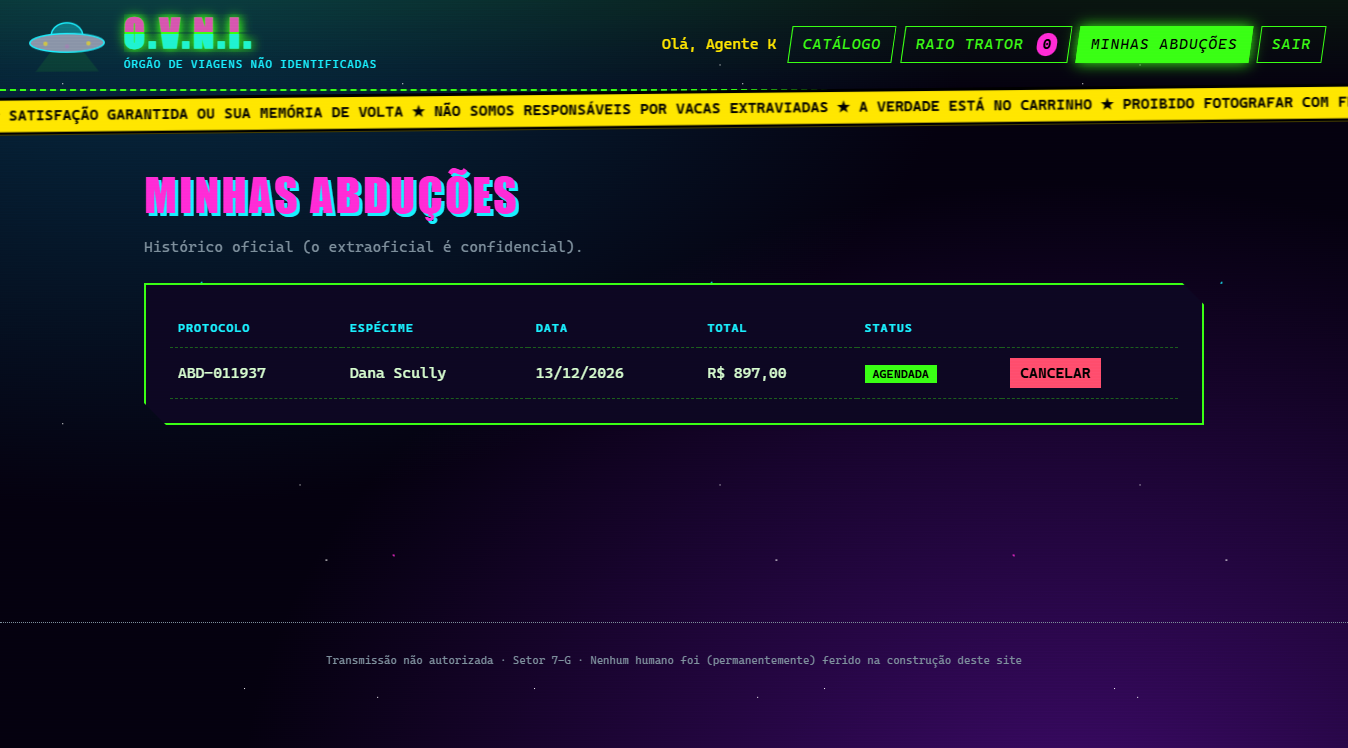 O.V.N.I.
ÓRGÃO DE VIAGENS NÃO IDENTIFICADAS
Olá, Agente K
CATÁLOGO
RAIO TRATOR 0
MINHAS ABDUÇÕES
SAIR
SATISFAÇÃO GARANTIDA OU SUA MEMÓRIA DE VOLTA ★ NÃO SOMOS RESPONSÁVEIS POR VACAS EXTRAVIADAS ★ A VERDADE ESTÁ NO CARRINHO ★ PROIBIDO FOTOGRAFAR COM
MINHAS ABDUÇÕES
Histórico oficial (o extraoficial é confidencial).
PROTOCOLO ESPÉCIME DATA TOTAL STATUS
ABD-011937 Dana Scully 13/12/2026 R$ 897,00 AGENDADA CANCELAR
Transmissão não autorizada · Setor 7-G · Nenhum humano foi (permanentemente) ferido na construção deste site